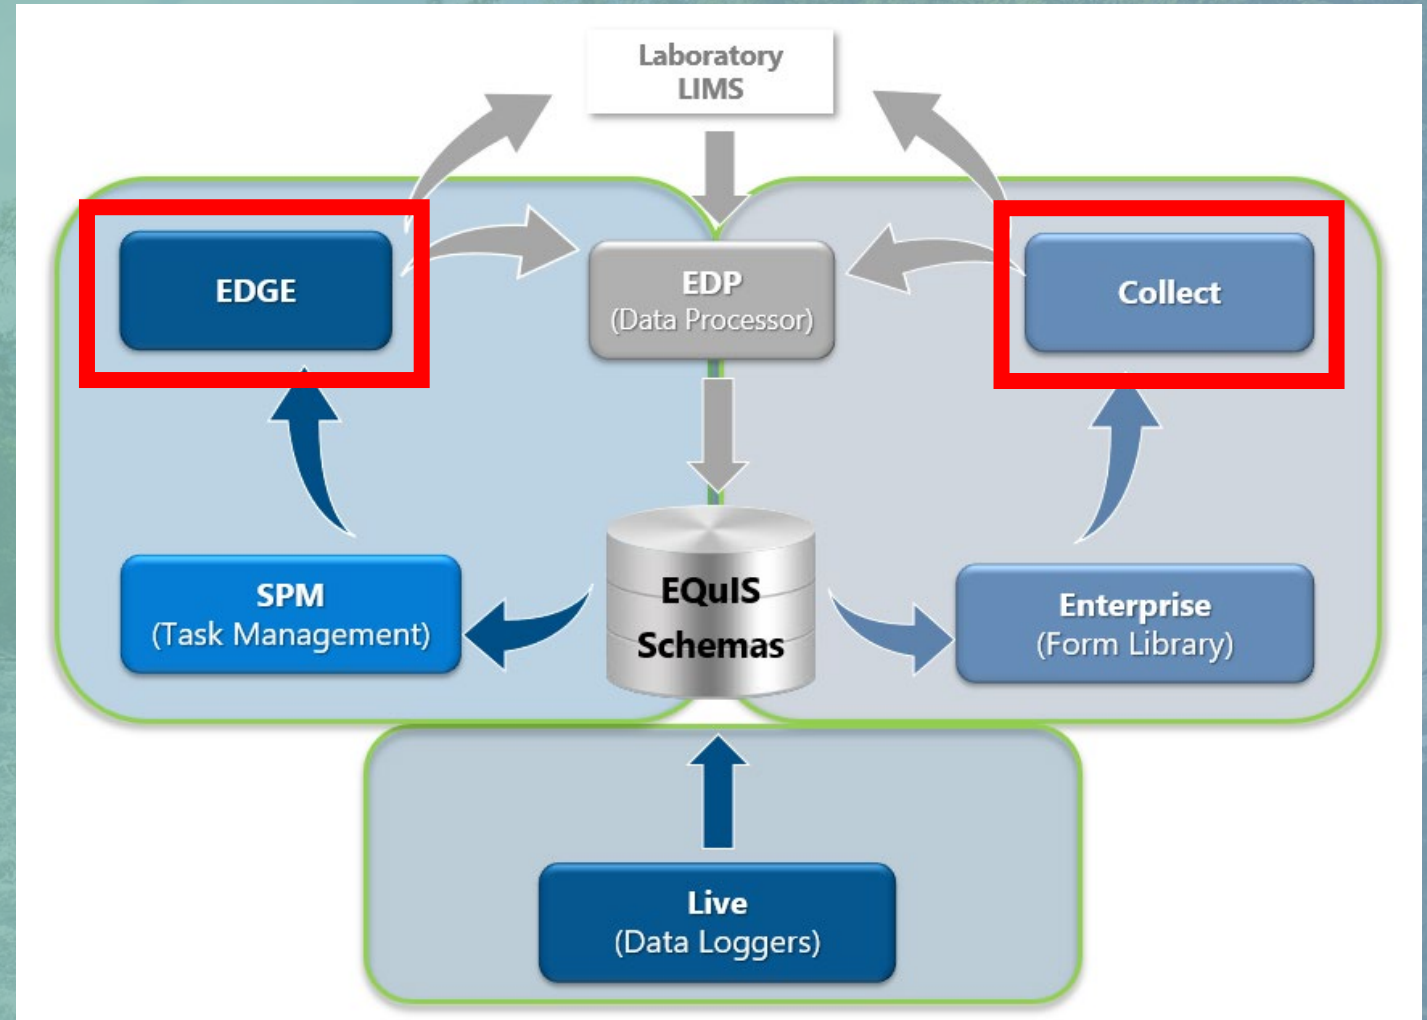 Laboratory
LIMS
EDGE
EDP
(Data Processor)
Collect
SPM
(Task Management)
EQuIS
Schemas
Enterprise
(Form Library)
Live
(Data Loggers)